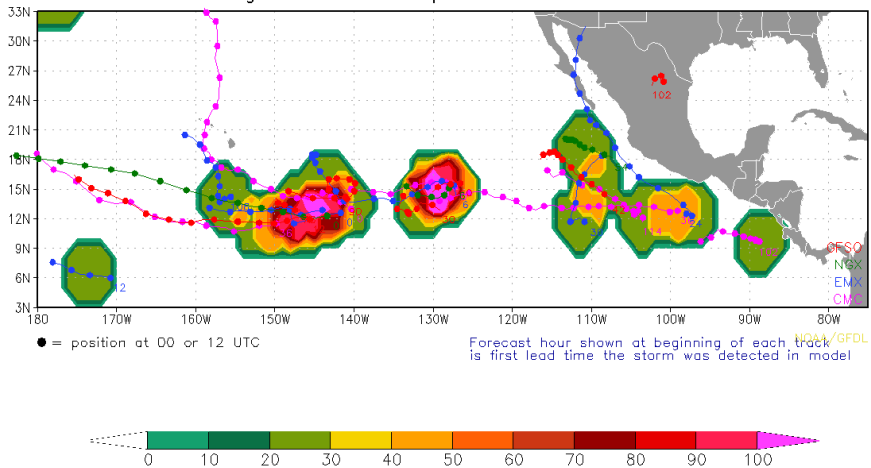 33N
30N
27N
102
24N
21N
18N
15N
12N
14
24
9N
102
GFSO
NGX
EMX
6N
12
CMC
3N
180 170W 160W 150W 140W 130W 120W 110W 100W 90W 80W
NOAA/GFDL
● = position at 00 or 12 UTC
Forecast hour shown at beginning of each track
is first lead time the storm was detected in model
0 10 20 30 40 50 60 70 80 90 100